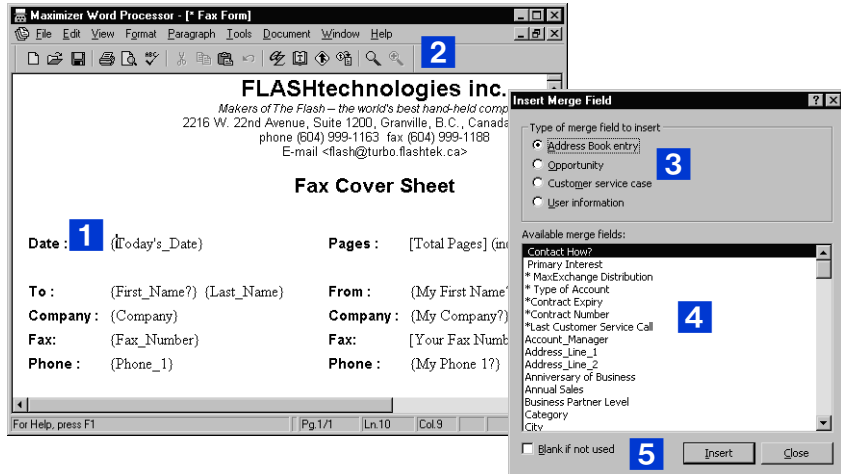 Maximizer Word Processor - [* Fax Form]
File Edit View Format Paragraph Tools Document Window Help
2
FLASHtechnologies inc.
Makers of The Flash – the world's best hand-held comp
2216 W. 22nd Avenue, Suite 1200, Granville, B.C., Canada
phone (604) 999-1163 fax (604) 999-1188
E-mail <flash@turbo.flashtek.ca>
Fax Cover Sheet
1
Date : {Today's_Date} Pages : [Total Pages] (in
To : {First_Name?} {Last_Name} From : {My First Name?
Company : {Company} Company : {My Company?}
Fax: {Fax_Number} Fax: [Your Fax Numb
Phone : {Phone_1} Phone : {My Phone 1?}
For Help, press F1 Pg.1/1 Ln.10 Col.9
Insert Merge Field
Type of merge field to insert
Address Book entry
Opportunity
Customer service case
User information
3
Available merge fields:
Contact How?
Primary Interest
* MaxExchange Distribution
* Type of Account
*Contract Expiry
*Contract Number
*Last Customer Service Call
Account_Manager
Address_Line_1
Address_Line_2
Anniversary of Business
Annual Sales
Business Partner Level
Category
City
4
Blank if not used
5
Insert Close